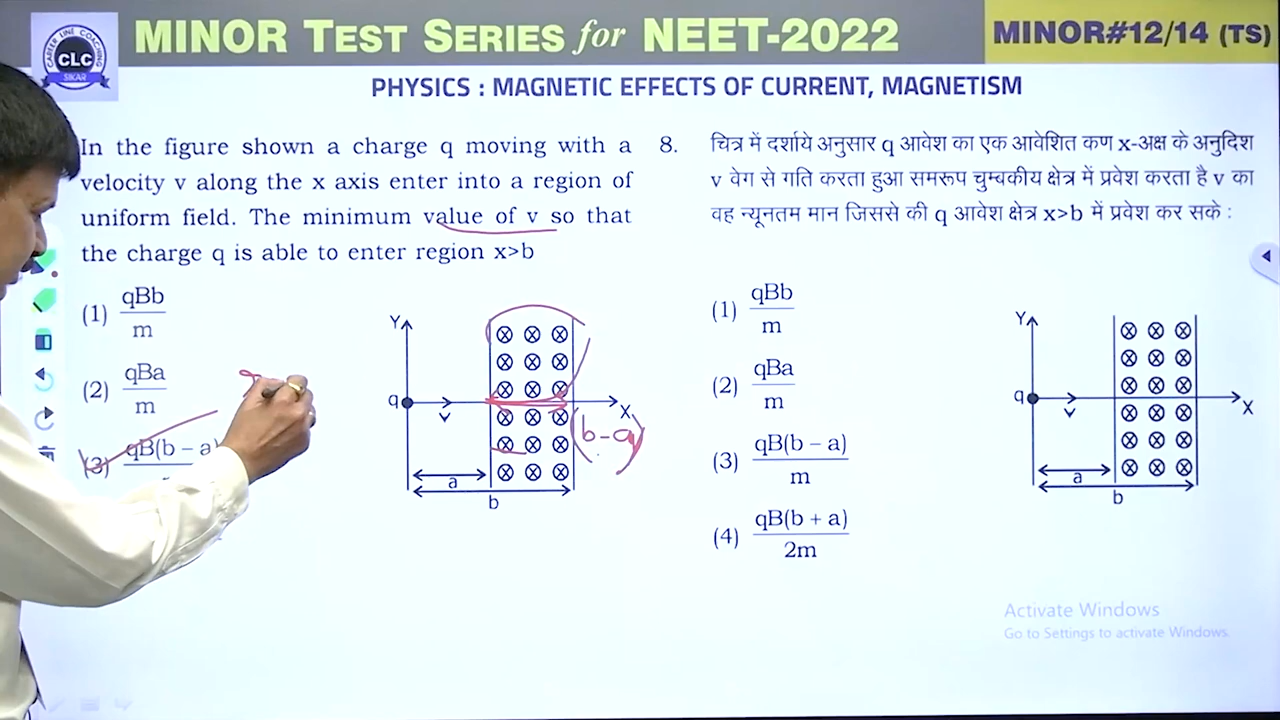 CAREER LINE COACHING
CLC
SIKAR
MINOR TEST SERIES for NEET-2022
MINOR#12/14 (TS)
PHYSICS : MAGNETIC EFFECTS OF CURRENT, MAGNETISM
In the figure shown a charge q moving with a
velocity v along the x axis enter into a region of
uniform field. The minimum value of v so that
the charge q is able to enter region x>b
(1) qBb/m
(2) qBa/m
(3) qB(b – a)
Y
q
v
X
a
b
(b-a)
8. चित्र में दर्शाये अनुसार q आवेश का एक आवेशित कण x-अक्ष के अनुदिश
v वेग से गति करता हुआ समरूप चुम्बकीय क्षेत्र में प्रवेश करता है v का
वह न्यूनतम मान जिससे की q आवेश क्षेत्र x>b में प्रवेश कर सके :
(1) qBb/m
(2) qBa/m
(3) qB(b – a)/m
(4) qB(b + a)/2m
Y
q
v
X
a
b
Activate Windows
Go to Settings to activate Windows.